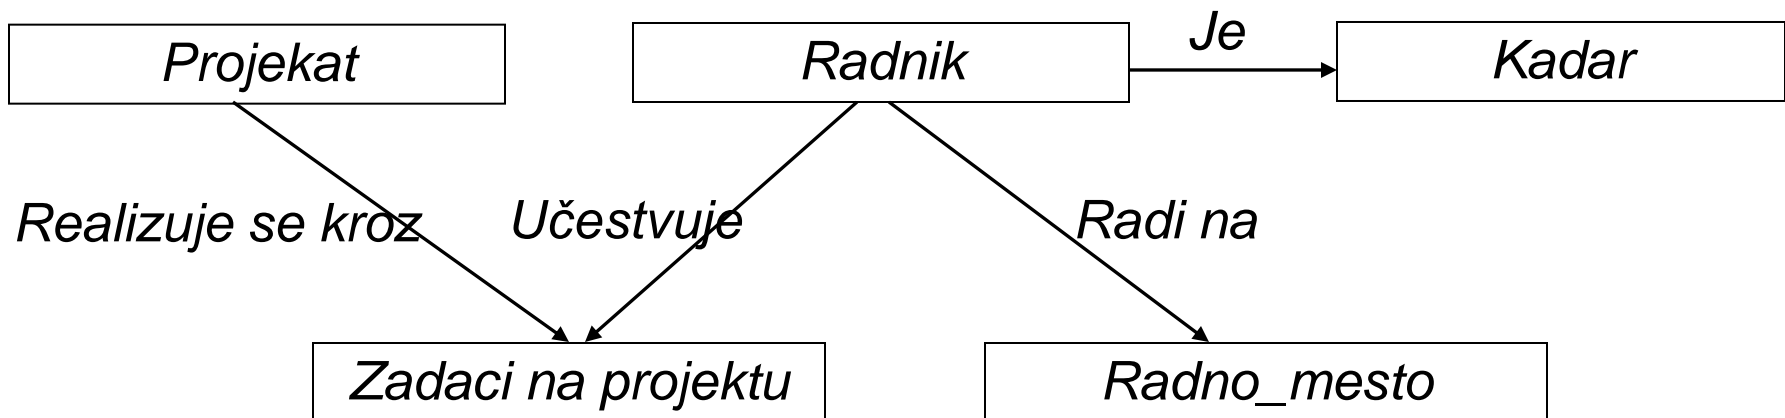 Projekat
Radnik
Je
Kadar
Realizuje se kroz
Učestvuje
Radi na
Zadaci na projektu
Radno_mesto